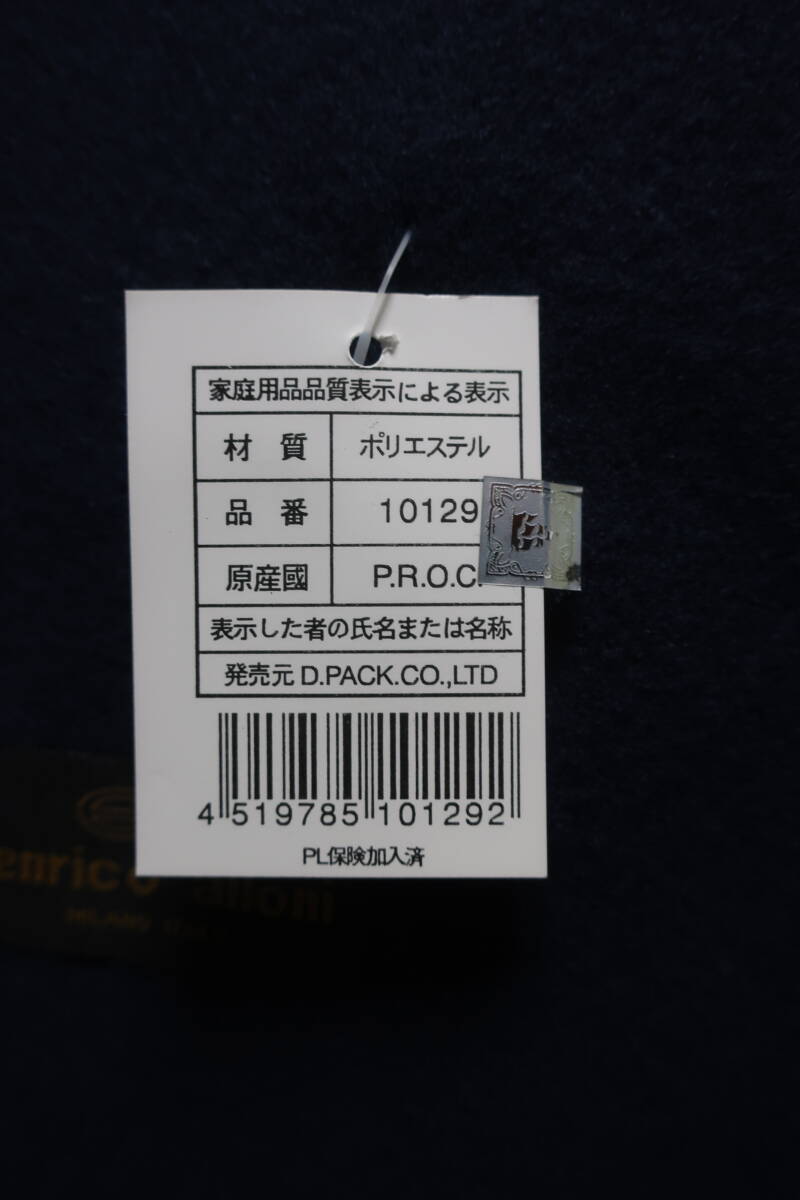 家庭用品品質表示による表示
材質 ポリエステル
品番 10129
原産國 P.R.O.C.
表示した者の氏名または名称
発売元 D.PACK.CO.,LTD
4 519785 101292
PL保険加入済
MILANO